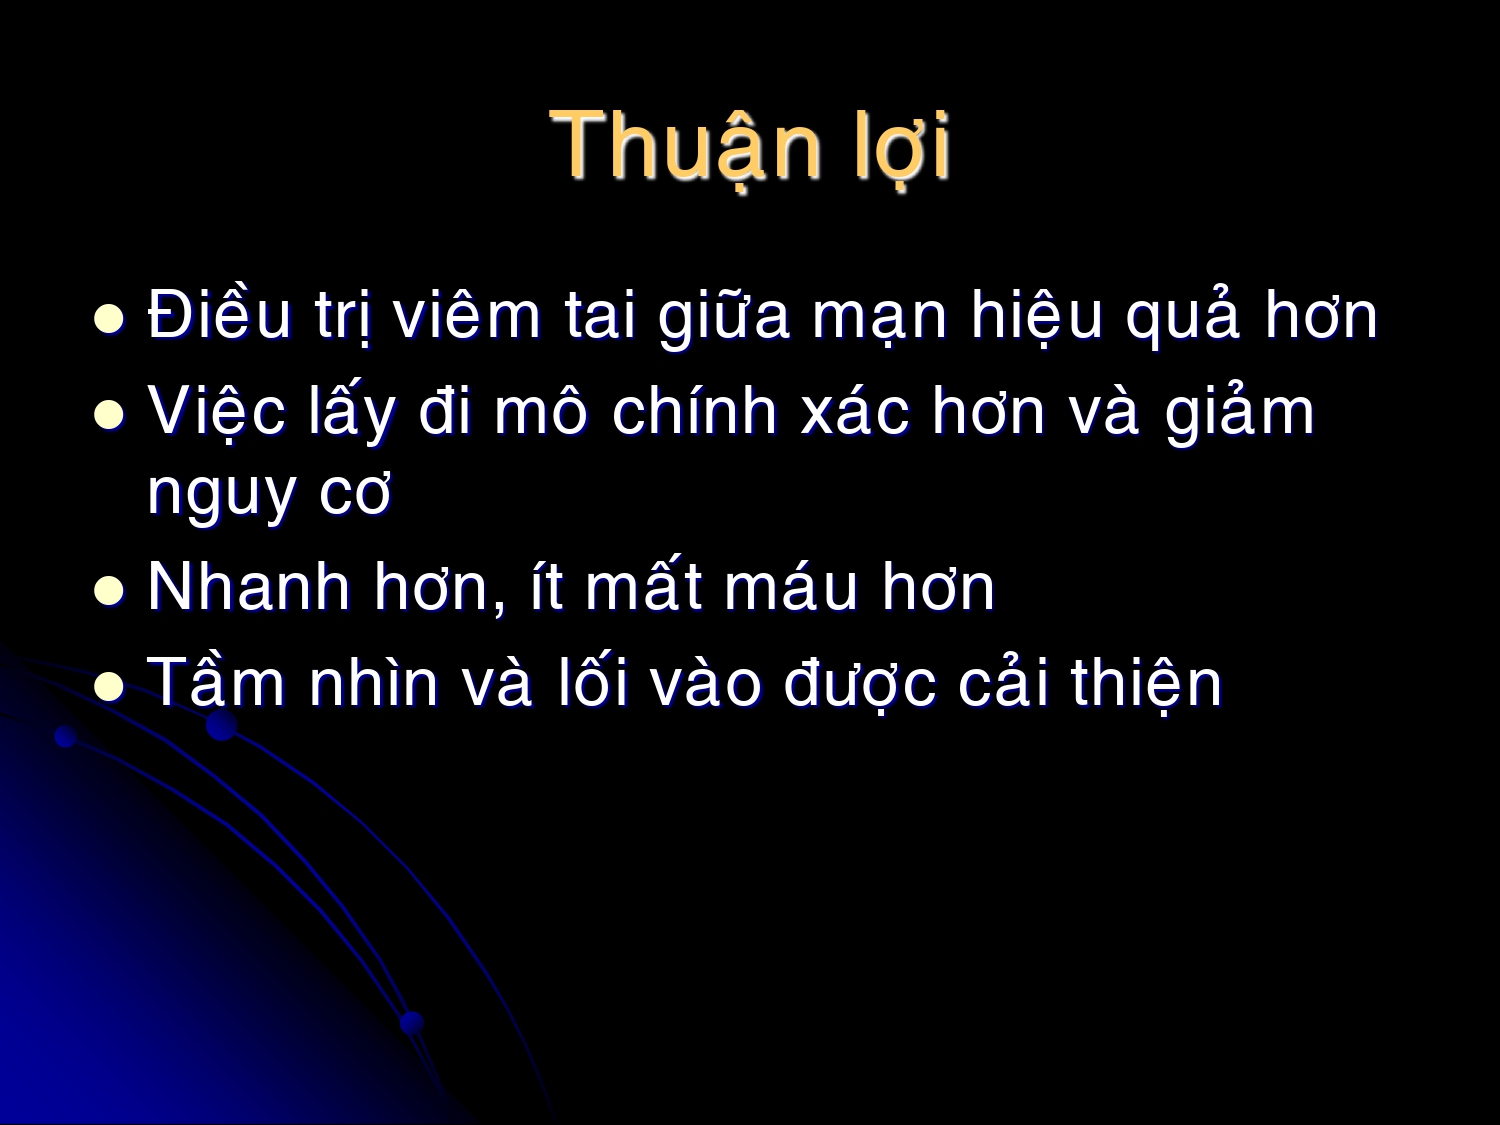 Thuận lợi
Điều trị viêm tai giữa mạn hiệu quả hơn
Việc lấy đi mô chính xác hơn và giảm
nguy cơ
Nhanh hơn, ít mất máu hơn
Tầm nhìn và lối vào được cải thiện